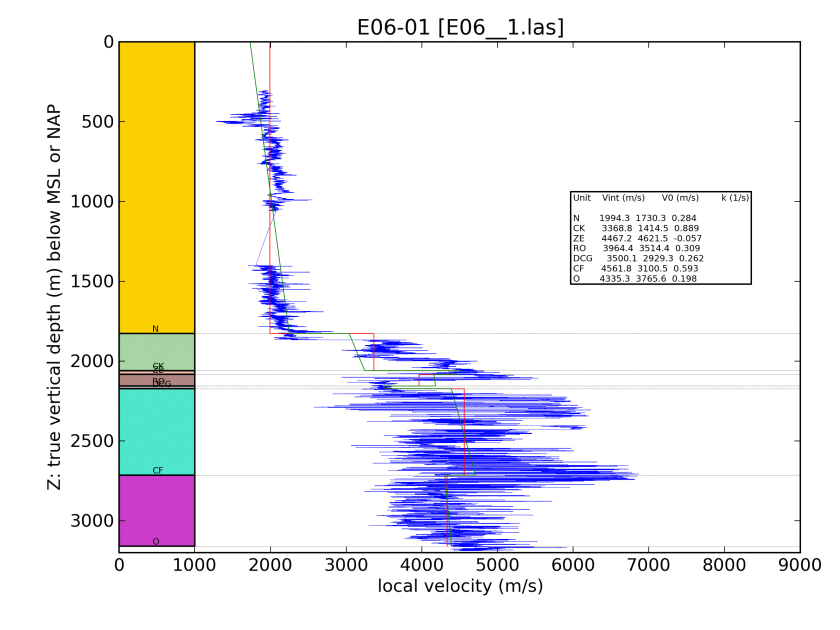 E06-01 [E06__1.las]
Z: true vertical depth (m) below MSL or NAP
0
500
1000
1500
2000
2500
3000
N
CK
ZE
RO
DCG
CF
O
Unit Vint (m/s) V0 (m/s) k (1/s)
N 1994.3 1730.3 0.284
CK 3368.8 1414.5 0.889
ZE 4467.2 4621.5 -0.057
RO 3964.4 3514.4 0.309
DCG 3500.1 2929.3 0.262
CF 4561.8 3100.5 0.593
O 4335.3 3765.6 0.198
0 1000 2000 3000 4000 5000 6000 7000 8000 9000
local velocity (m/s)